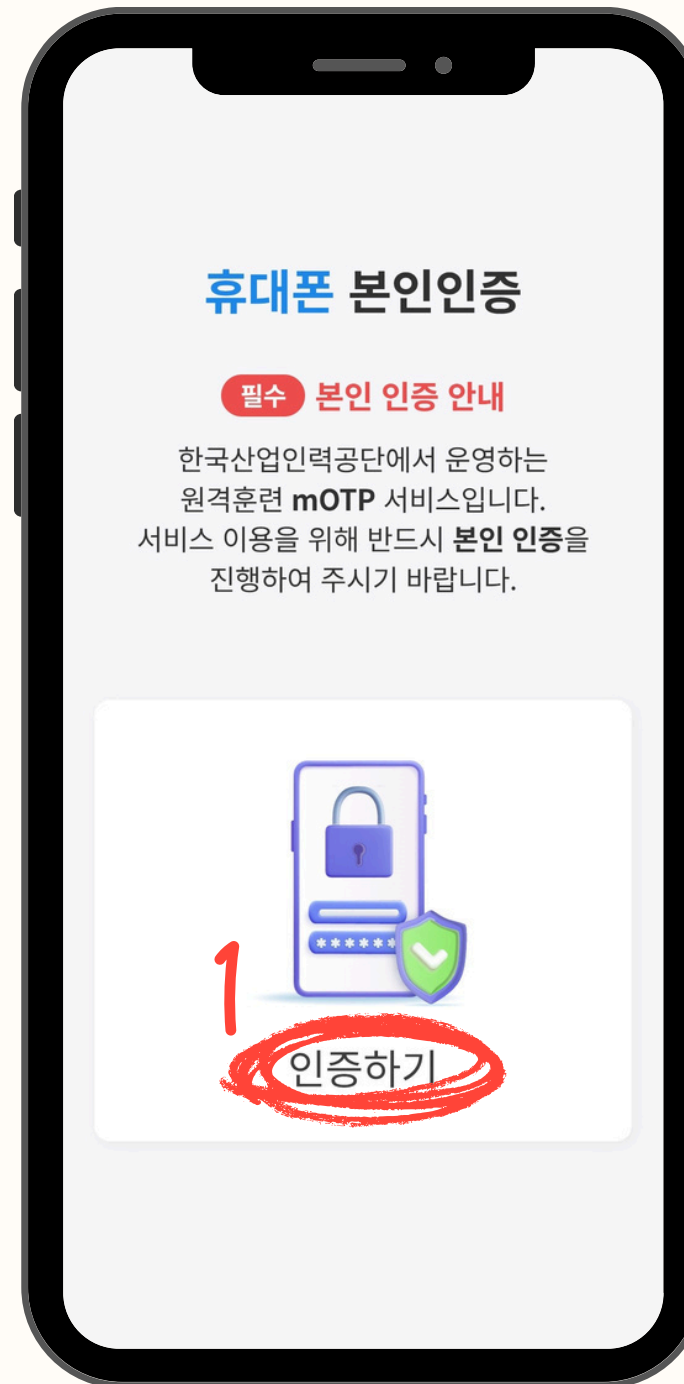 휴대폰 본인인증
필수 본인 인증 안내
한국산업인력공단에서 운영하는
원격훈련 mOTP 서비스입니다.
서비스 이용을 위해 반드시 본인 인증을
진행하여 주시기 바랍니다.
******
1
인증하기